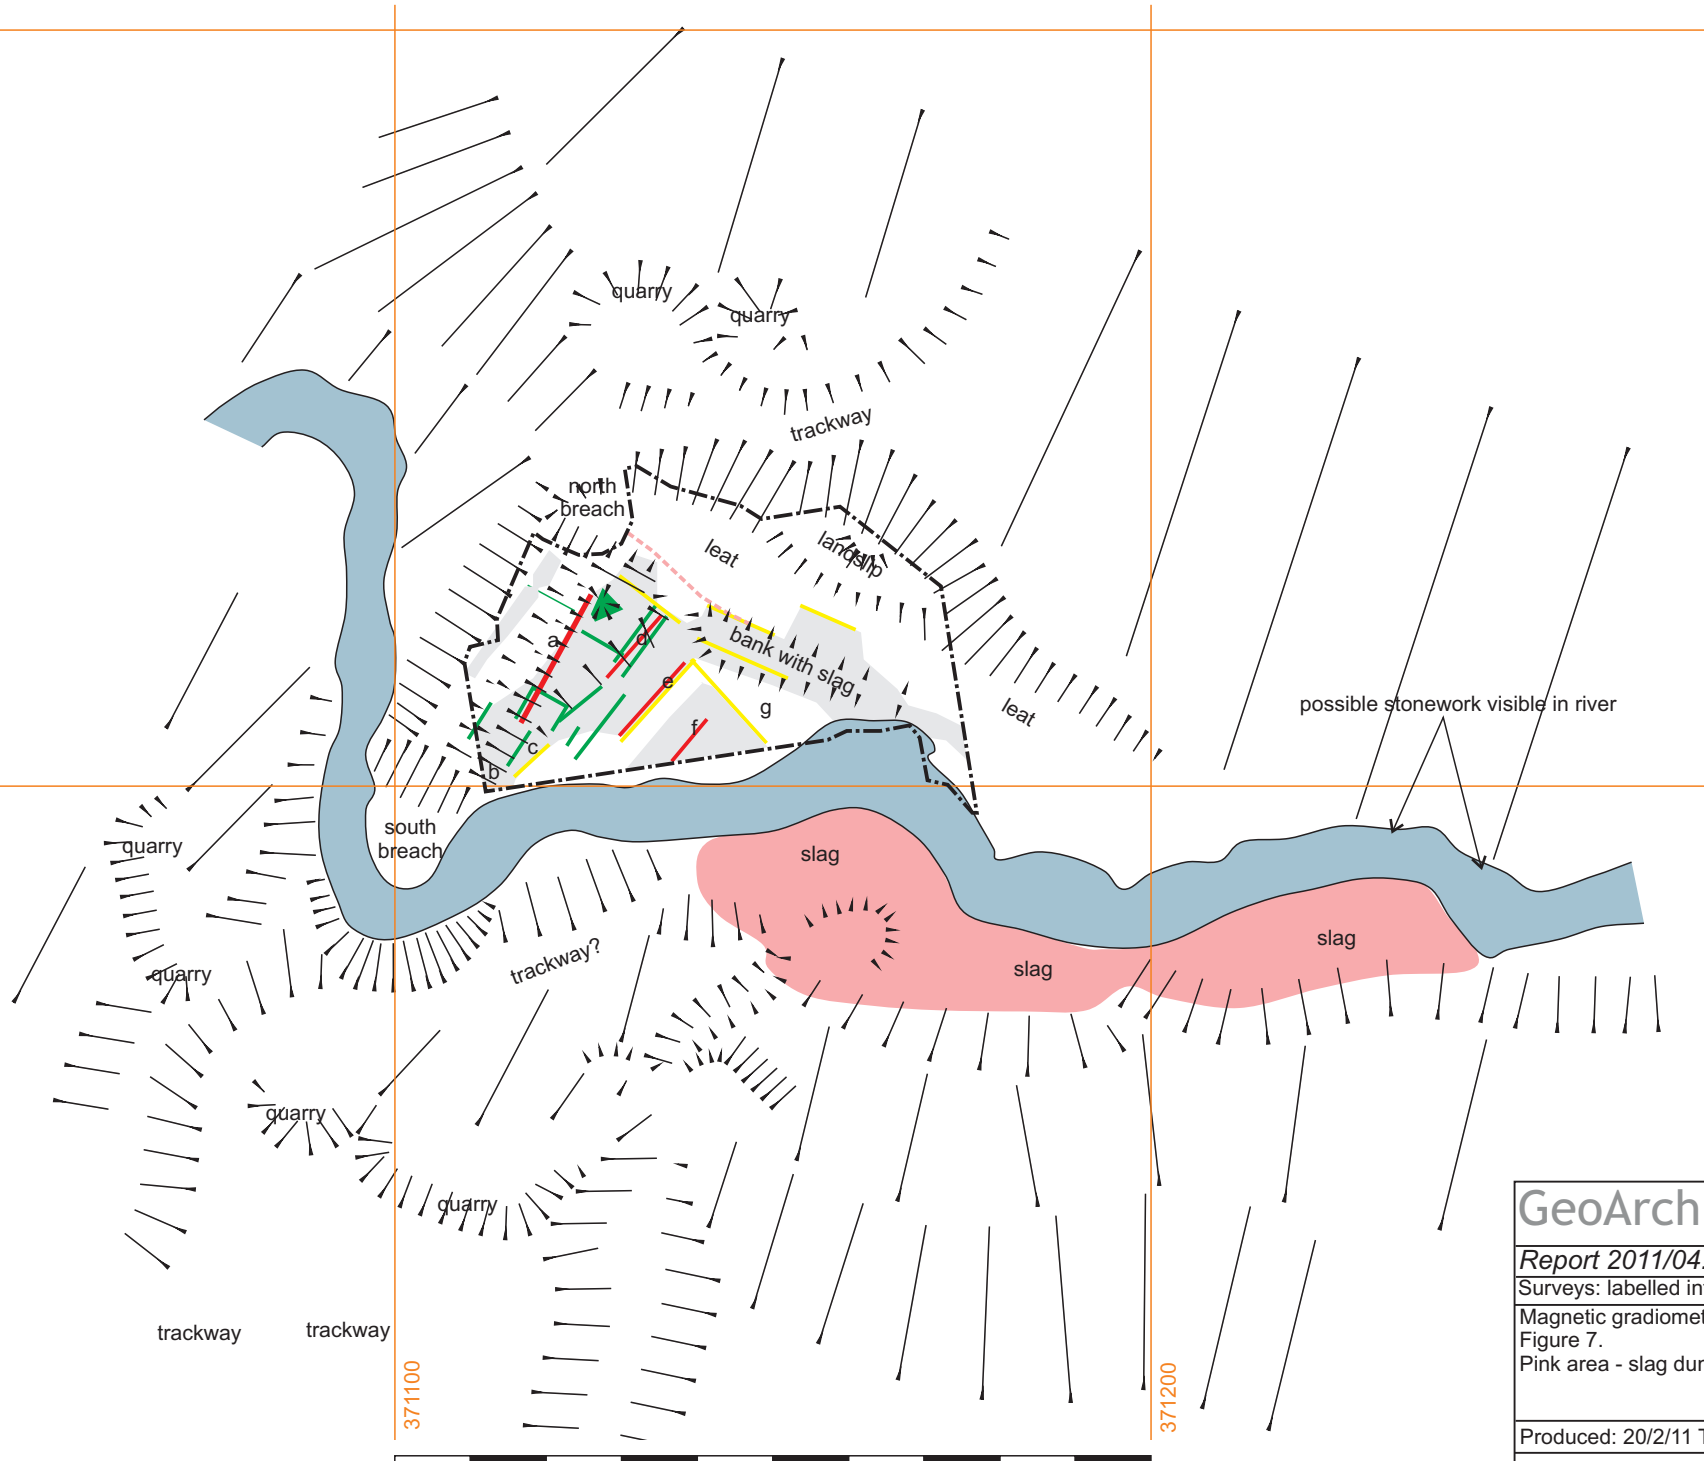 quarry
quarry
trackway
north
breach
leat
landslip
a
d
bank with slag
e
possible stonework visible in river
leat
g
f
c
b
south
breach
quarry
slag
slag
trackway?
quarry
slag
quarry
quarry
trackway
trackway
371100
371200
GeoArch
Report 2011/04.
Surveys: labelled in
Magnetic gradiomet
Figure 7.
Pink area - slag du
Produced: 20/2/11 T